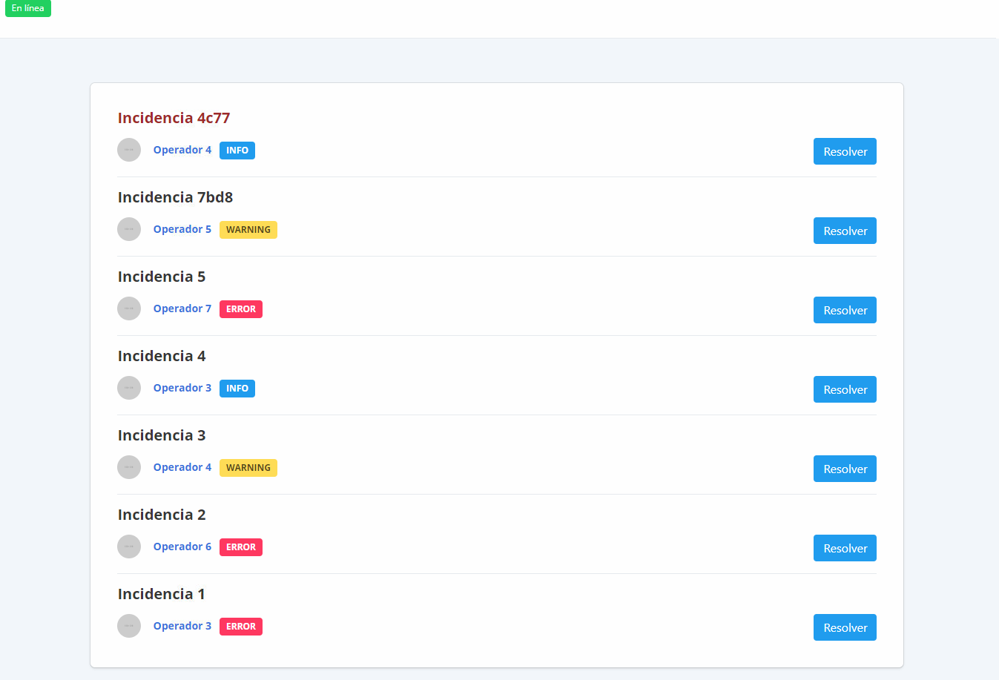 En línea
Incidencia 4c77
Operador 4 INFO Resolver
Incidencia 7bd8
Operador 5 WARNING Resolver
Incidencia 5
Operador 7 ERROR Resolver
Incidencia 4
Operador 3 INFO Resolver
Incidencia 3
Operador 4 WARNING Resolver
Incidencia 2
Operador 6 ERROR Resolver
Incidencia 1
Operador 3 ERROR Resolver